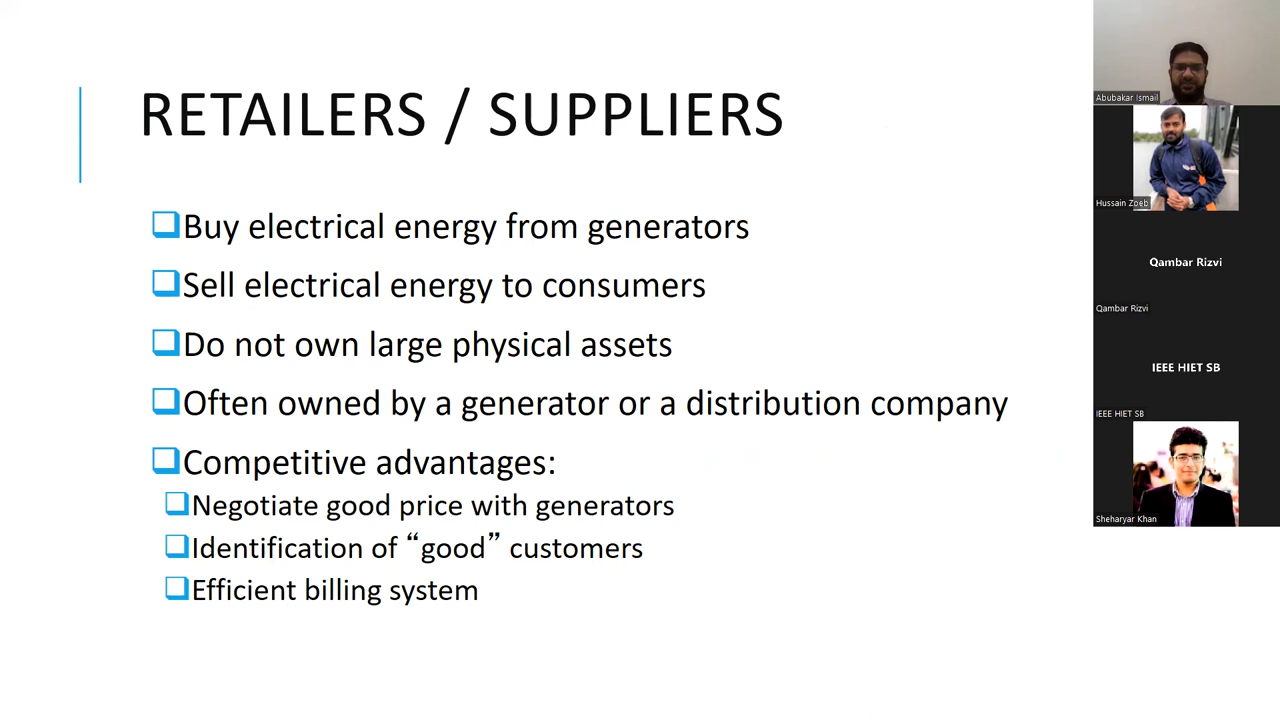 RETAILERS / SUPPLIERS
Buy electrical energy from generators
Sell electrical energy to consumers
Do not own large physical assets
Often owned by a generator or a distribution company
Competitive advantages:
Negotiate good price with generators
Identification of “good” customers
Efficient billing system
Abubakar Ismail
Hussain Zoeb
Qambar Rizvi
Qambar Rizvi
IEEE HIET SB
IEEE HIET SB
Sheharyar Khan